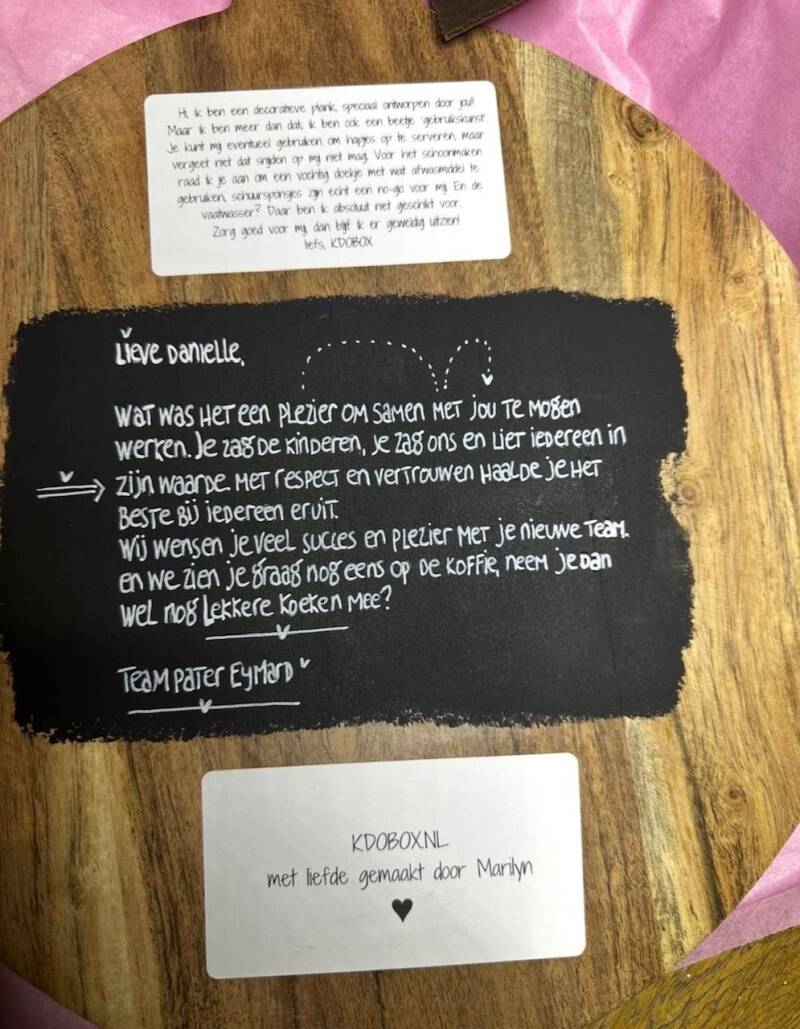 Hi, ik ben een decoratieve plank, speciaal ontworpen door jou!
Maar ik ben meer dan dat, ik ben ook een beetje 'gebruikskunst'.
Je kunt mij eventueel gebruiken om hapjes op te serveren, maar
vergeet niet dat snijden op mij niet mag. Voor het schoonmaken
raad ik je aan om een vochtig doekje met wat afwasmiddel te
gebruiken, schuursponsjes zijn echt een no-go voor mij. En de
vaatwasser? Daar ben ik absoluut niet geschikt voor.
Zorg goed voor mij, dan blijf ik er geweldig uitzien!
liefs, KDOBOX
Lieve Danielle,
Wat was het een plezier om samen met jou te mogen
werken. Je zag de kinderen, je zag ons en liet iedereen in
zijn waarde. Met respect en vertrouwen haalde je het
beste bij iedereen eruit.
Wij wensen je veel succes en plezier met je nieuwe team.
en we zien je graag nog eens op de koffie, neem je dan
wel nog lekkere koeken mee?
Team Pater Eymard
KDOBOX.NL
met liefde gemaakt door Marilyn